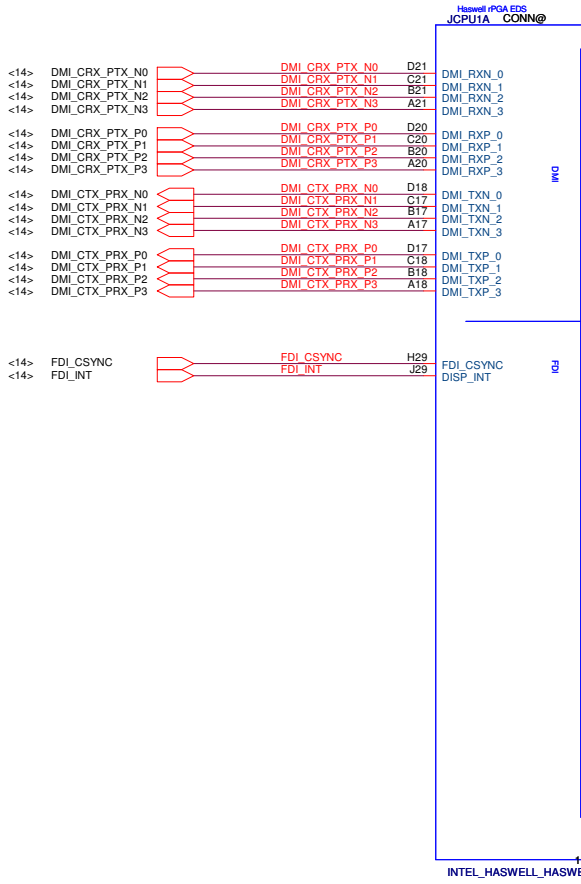 Haswell rPGA EDS
JCPU1A CONN@
<14> DMI_CRX_PTX_N0 DMI_CRX_PTX_N0 D21 DMI_RXN_0
<14> DMI_CRX_PTX_N1 DMI_CRX_PTX_N1 C21 DMI_RXN_1
<14> DMI_CRX_PTX_N2 DMI_CRX_PTX_N2 B21 DMI_RXN_2
<14> DMI_CRX_PTX_N3 DMI_CRX_PTX_N3 A21 DMI_RXN_3
<14> DMI_CRX_PTX_P0 DMI_CRX_PTX_P0 D20 DMI_RXP_0
<14> DMI_CRX_PTX_P1 DMI_CRX_PTX_P1 C20 DMI_RXP_1
<14> DMI_CRX_PTX_P2 DMI_CRX_PTX_P2 B20 DMI_RXP_2
<14> DMI_CRX_PTX_P3 DMI_CRX_PTX_P3 A20 DMI_RXP_3
DMI
<14> DMI_CTX_PRX_N0 DMI_CTX_PRX_N0 D18 DMI_TXN_0
<14> DMI_CTX_PRX_N1 DMI_CTX_PRX_N1 C17 DMI_TXN_1
<14> DMI_CTX_PRX_N2 DMI_CTX_PRX_N2 B17 DMI_TXN_2
<14> DMI_CTX_PRX_N3 DMI_CTX_PRX_N3 A17 DMI_TXN_3
<14> DMI_CTX_PRX_P0 DMI_CTX_PRX_P0 D17 DMI_TXP_0
<14> DMI_CTX_PRX_P1 DMI_CTX_PRX_P1 C18 DMI_TXP_1
<14> DMI_CTX_PRX_P2 DMI_CTX_PRX_P2 B18 DMI_TXP_2
<14> DMI_CTX_PRX_P3 DMI_CTX_PRX_P3 A18 DMI_TXP_3
<14> FDI_CSYNC FDI_CSYNC H29 FDI_CSYNC
FDI
<14> FDI_INT FDI_INT J29 DISP_INT
1
INTEL_HASWELL_HASWE